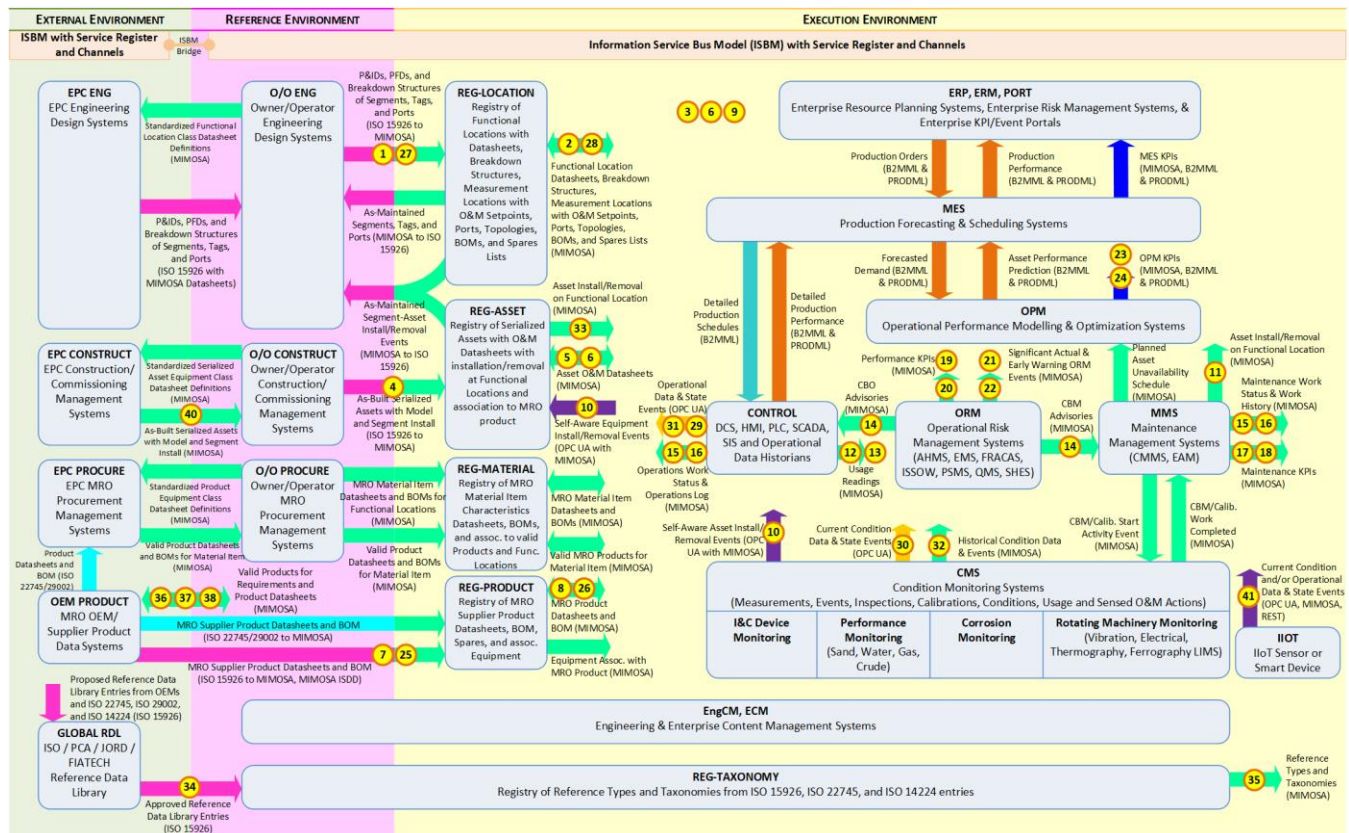 EXTERNAL ENVIRONMENT
REFERENCE ENVIRONMENT
EXECUTION ENVIRONMENT
ISBM with Service Register
and Channels
ISBM
Bridge
Information Service Bus Model (ISBM) with Service Register and Channels
EPC ENG
EPC Engineering
Design Systems
Standardized Functional
Location Class Datasheet
Definitions
(MIMOSA)
P&IDs, PFDs, and
Breakdown Structures
of Segments, Tags,
and Ports
(ISO 15926 with
MIMOSA Datasheets)
O/O ENG
Owner/Operator
Engineering
Design Systems
P&IDs, PFDs, and
Breakdown Structures
of Segments, Tags,
and Ports
(ISO 15926 to
MIMOSA)
1 27
As-Maintained
Segments, Tags, and
Ports (MIMOSA to ISO
15926)
As-Maintained
Segment-Asset
Install/Removal
Events
(MIMOSA to ISO
15926)
REG-LOCATION
Registry of
Functional
Locations with
Datasheets,
Breakdown
Structures,
Measurement
Locations with
O&M Setpoints,
Ports, Topologies,
BOMs, and Spares
Lists
2 28
Functional Location
Datasheets, Breakdown
Structures,
Measurement Locations
with O&M Setpoints,
Ports, Topologies,
BOMs, and Spares Lists
(MIMOSA)
3 6 9
ERP, ERM, PORT
Enterprise Resource Planning Systems, Enterprise Risk Management Systems, &
Enterprise KPI/Event Portals
Production Orders
(B2MML &
PRODML)
Production
Performance
(B2MML & PRODML)
MES KPIs
(MIMOSA, B2MML
& PRODML)
MES
Production Forecasting & Scheduling Systems
Forecasted
Demand (B2MML
& PRODML)
Asset Performance
Prediction (B2MML
& PRODML)
23
24
OPM KPIs
(MIMOSA, B2MML
& PRODML)
Detailed
Production
Schedules
(B2MML)
Detailed
Production
Performance
(B2MML &
PRODML)
OPM
Operational Performance Modelling & Optimization Systems
EPC CONSTRUCT
EPC Construction/
Commissioning
Management
Systems
Standardized Serialized
Asset Equipment Class
Datasheet Definitions
(MIMOSA)
40
As-Built Serialized Assets
with Model and Segment
Install (MIMOSA)
O/O CONSTRUCT
Owner/Operator
Construction/
Commissioning
Management
Systems
4
As-Built Serialized
Assets with Model
and Segment Install
(ISO 15926 to
MIMOSA)
REG-ASSET
Registry of Serialized
Assets with O&M
Datasheets with
installation/removal
at Functional
Locations and
association to MRO
product
Asset Install/Removal
on Functional Location
(MIMOSA)
33
5 6
Asset O&M Datasheets
(MIMOSA)
10
Self-Aware Equipment
Install/Removal Events
(OPC UA with
MIMOSA)
Operational
Data & State
Events (OPC UA)
31 29
15 16
Operations Work
Status &
Operations Log
(MIMOSA)
CONTROL
DCS, HMI, PLC, SCADA,
SIS and Operational
Data Historians
CBO
Advisories
(MIMOSA)
14
12 13
Usage
Readings
(MIMOSA)
Performance KPIs
(MIMOSA)
19
20
21
22
Significant Actual &
Early Warning ORM
Events (MIMOSA)
ORM
Operational Risk
Management Systems
(AHMS, EMS, FRACAS,
ISSOW, PSMS, QMS, SHES)
CBM
Advisories
(MIMOSA)
14
Planned
Asset
Unavailability
Schedule
(MIMOSA)
Asset Install/Removal
on Functional Location
(MIMOSA)
11
MMS
Maintenance
Management Systems
(CMMS, EAM)
Maintenance Work
Status & Work
History (MIMOSA)
15 16
17 18
Maintenance KPIs
(MIMOSA)
EPC PROCURE
EPC MRO
Procurement
Management
Systems
Standardized Product
Equipment Class
Datasheet Definitions
(MIMOSA)
Valid Product Datasheets
and BOMs for Material Item
(MIMOSA)
O/O PROCURE
Owner/Operator
MRO
Procurement
Management
Systems
MRO Material Item
Datasheets and BOMs for
Functional Locations
(MIMOSA)
Valid Product
Datasheets and BOMs
for Material Item
(MIMOSA)
REG-MATERIAL
Registry of MRO
Material Item
Characteristics
Datasheets, BOMs,
and assoc. to valid
Products and Func.
Locations
MRO Material Item
Datasheets and
BOMs (MIMOSA)
Valid MRO Products for
Material Item (MIMOSA)
Self-Aware Asset Install/
Removal Events (OPC
UA with MIMOSA)
10
Current Condition
Data & State Events
(OPC UA)
30
32
Historical Condition Data
& Events (MIMOSA)
CBM/Calib. Start
Activity Event
(MIMOSA)
CBM/Calib.
Work
Completed
(MIMOSA)
Product
Datasheets and
BOM (ISO
22745/29002)
OEM PRODUCT
MRO OEM/
Supplier Product
Data Systems
36 37 38
Valid Products for
Requirements and
Product Datasheets
(MIMOSA)
MRO Supplier Product Datasheets and BOM
(ISO 22745/29002 to MIMOSA)
7 25
MRO Supplier Product Datasheets and BOM
(ISO 15926 to MIMOSA, MIMOSA ISDD)
REG-PRODUCT
Registry of MRO
Supplier Product
Datasheets, BOM,
Spares, and assoc.
Equipment
8 26
MRO Product
Datasheets and
BOM (MIMOSA)
Equipment Assoc. with
MRO Product (MIMOSA)
CMS
Condition Monitoring Systems
(Measurements, Events, Inspections, Calibrations, Conditions, Usage and Sensed O&M Actions)
I&C Device
Monitoring
Performance
Monitoring
(Sand, Water, Gas,
Crude)
Corrosion
Monitoring
Rotating Machinery Monitoring
(Vibration, Electrical,
Thermography, Ferrography LIMS)
41
Current Condition
and/or Operational
Data & State Events
(OPC UA, MIMOSA,
REST)
IIOT
IIoT Sensor or
Smart Device
Proposed Reference Data
Library Entries from OEMs
and ISO 22745, ISO 29002,
and ISO 14224 (ISO 15926)
GLOBAL RDL
ISO / PCA / JORD /
FIATECH
Reference Data
Library
34
Approved Reference
Data Library Entries
(ISO 15926)
EngCM, ECM
Engineering & Enterprise Content Management Systems
REG-TAXONOMY
Registry of Reference Types and Taxonomies from ISO 15926, ISO 22745, and ISO 14224 entries
35
Reference
Types and
Taxonomies
(MIMOSA)